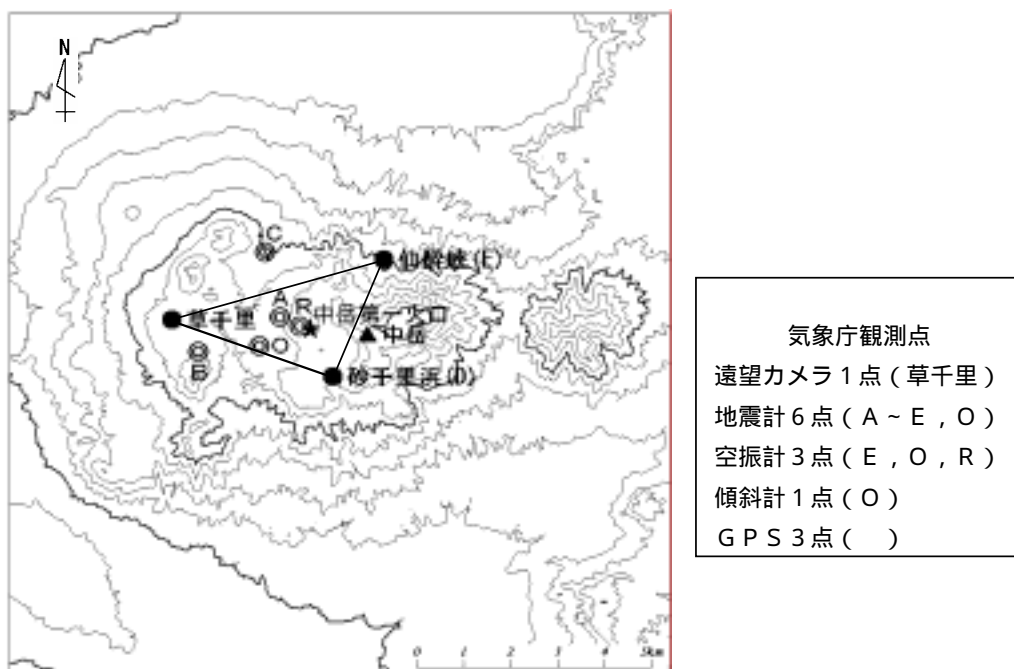 N
C
仙酔峡(E)
A
R
中岳第一火口
草千里
中岳
O
B
砂千里浜(D)
0 1 2 3 4 5km
気象庁観測点
遠望カメラ1点(草千里)
地震計6点(A~E,O)
空振計3点(E,O,R)
傾斜計1点(O)
GPS3点( )